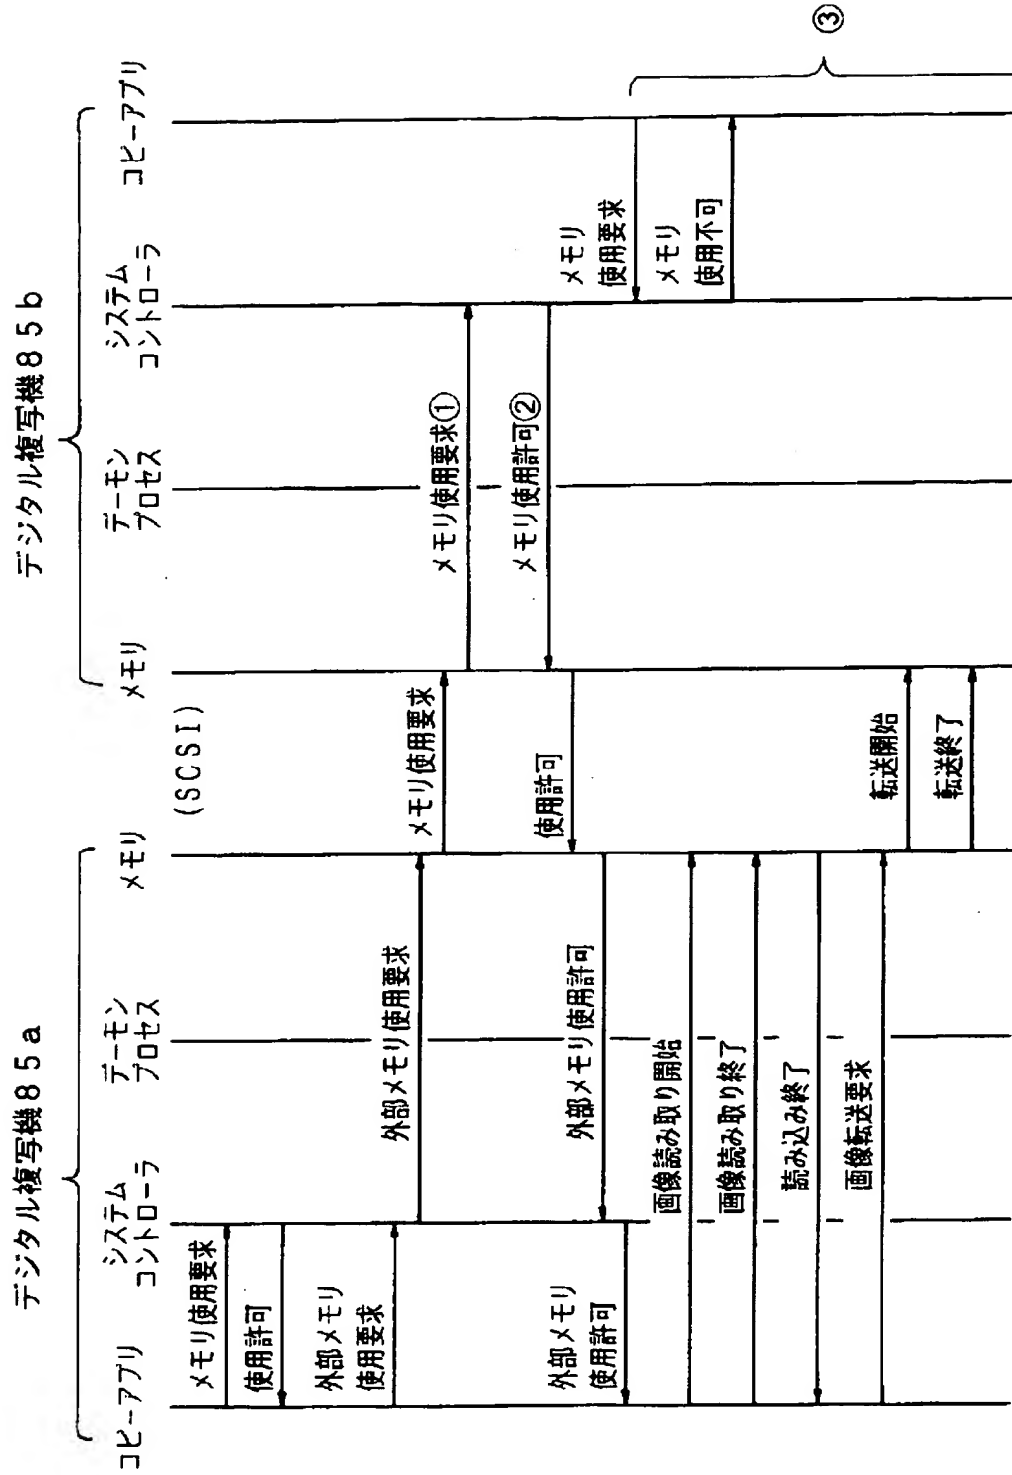 デジタル複写機85a
デジタル複写機85b
コピーアプリ
システム
コントローラ
デーモン
プロセス
メモリ
(SCSI)
メモリ
デーモン
プロセス
システム
コントローラ
コピーアプリ
メモリ使用要求
使用許可
外部メモリ
使用要求
外部メモリ使用要求
メモリ使用要求
メモリ使用要求①
メモリ使用許可②
使用許可
外部メモリ使用許可
外部メモリ
使用許可
メモリ
使用要求
メモリ
使用不可
③
画像読み取り開始
画像読み取り終了
読み込み終了
画像転送要求
転送開始
転送終了